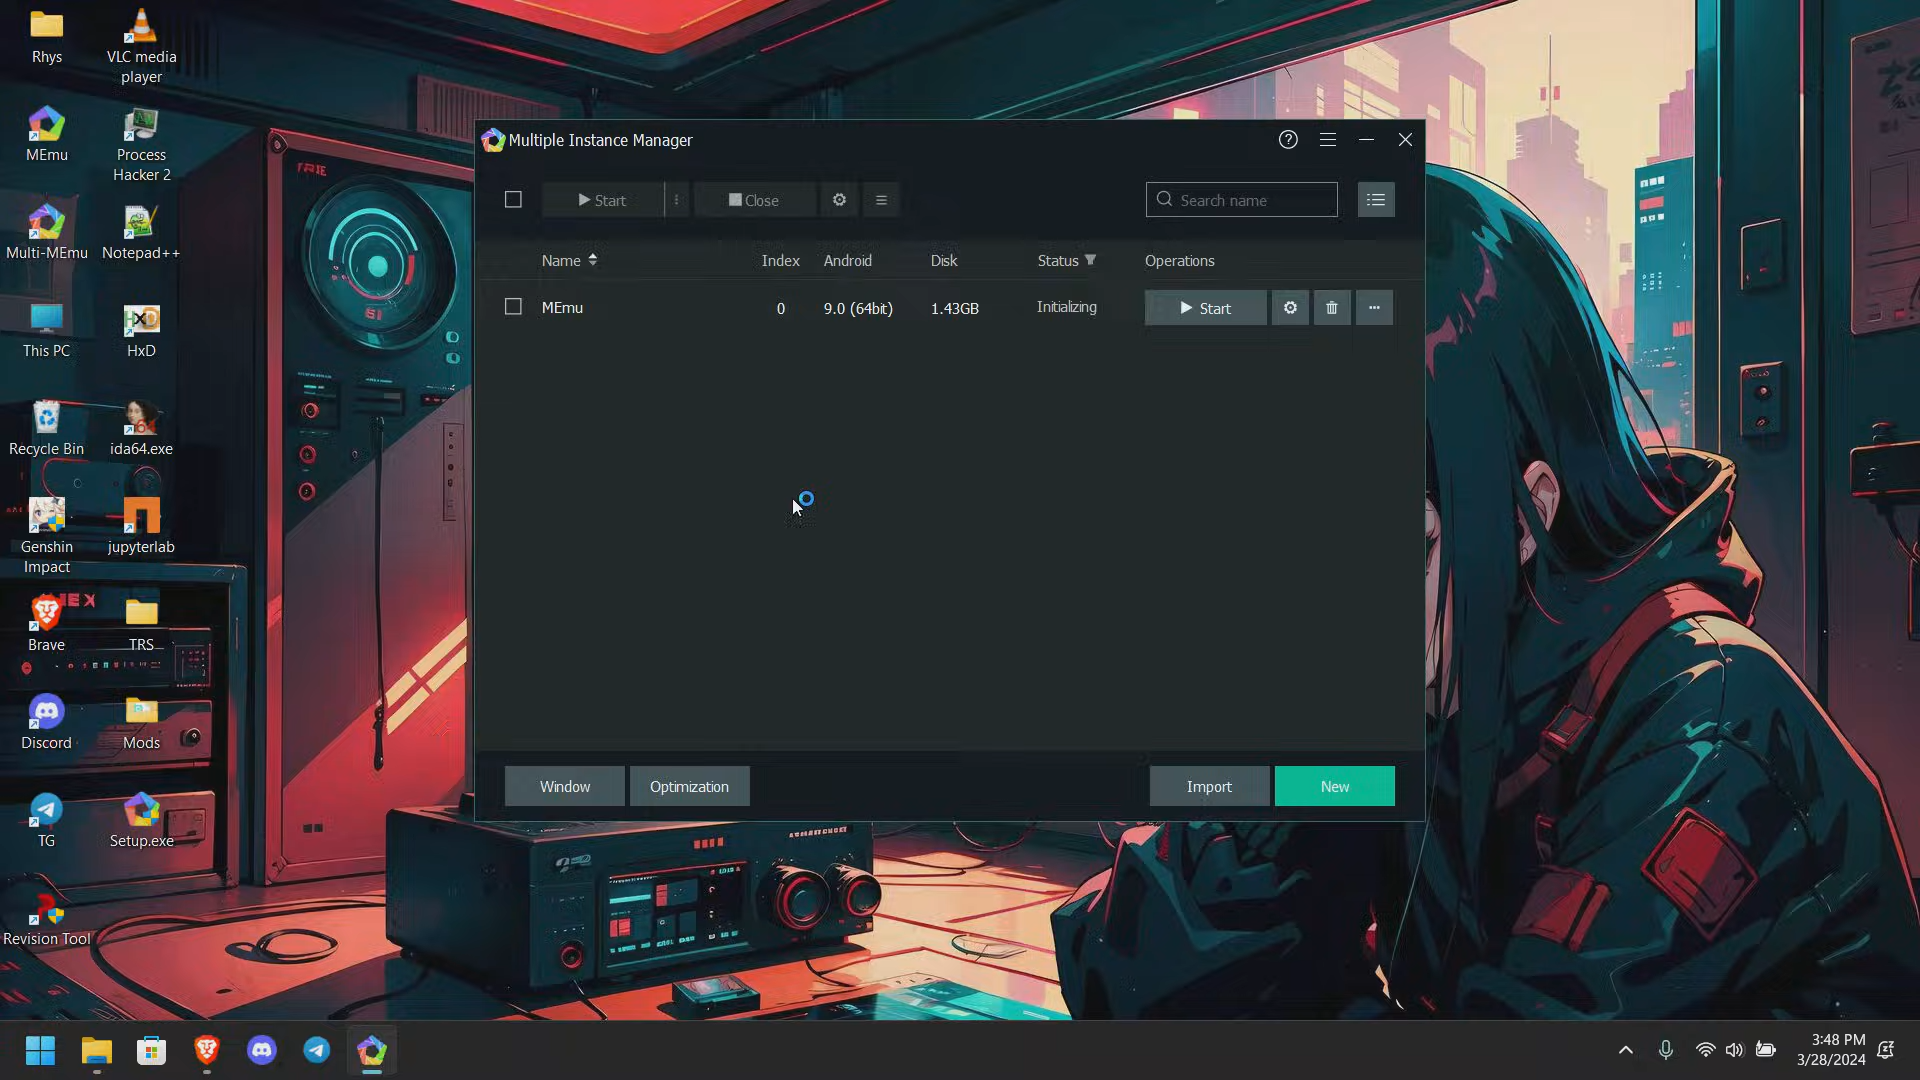 Rhys
VLC media
player
MEmu
Process
Hacker 2
Multi-MEmu
Notepad++
This PC
HxD
Recycle Bin
ida64.exe
Genshin
Impact
jupyterlab
Brave
TRS
Discord
Mods
TG
Setup.exe
Revision Tool
Multiple Instance Manager
Start
Close
Search name
Name
Index
Android
Disk
Status
Operations
MEmu
0
9.0 (64bit)
1.43GB
Initializing
Start
Window
Optimization
Import
New
3:48 PM
3/28/2024